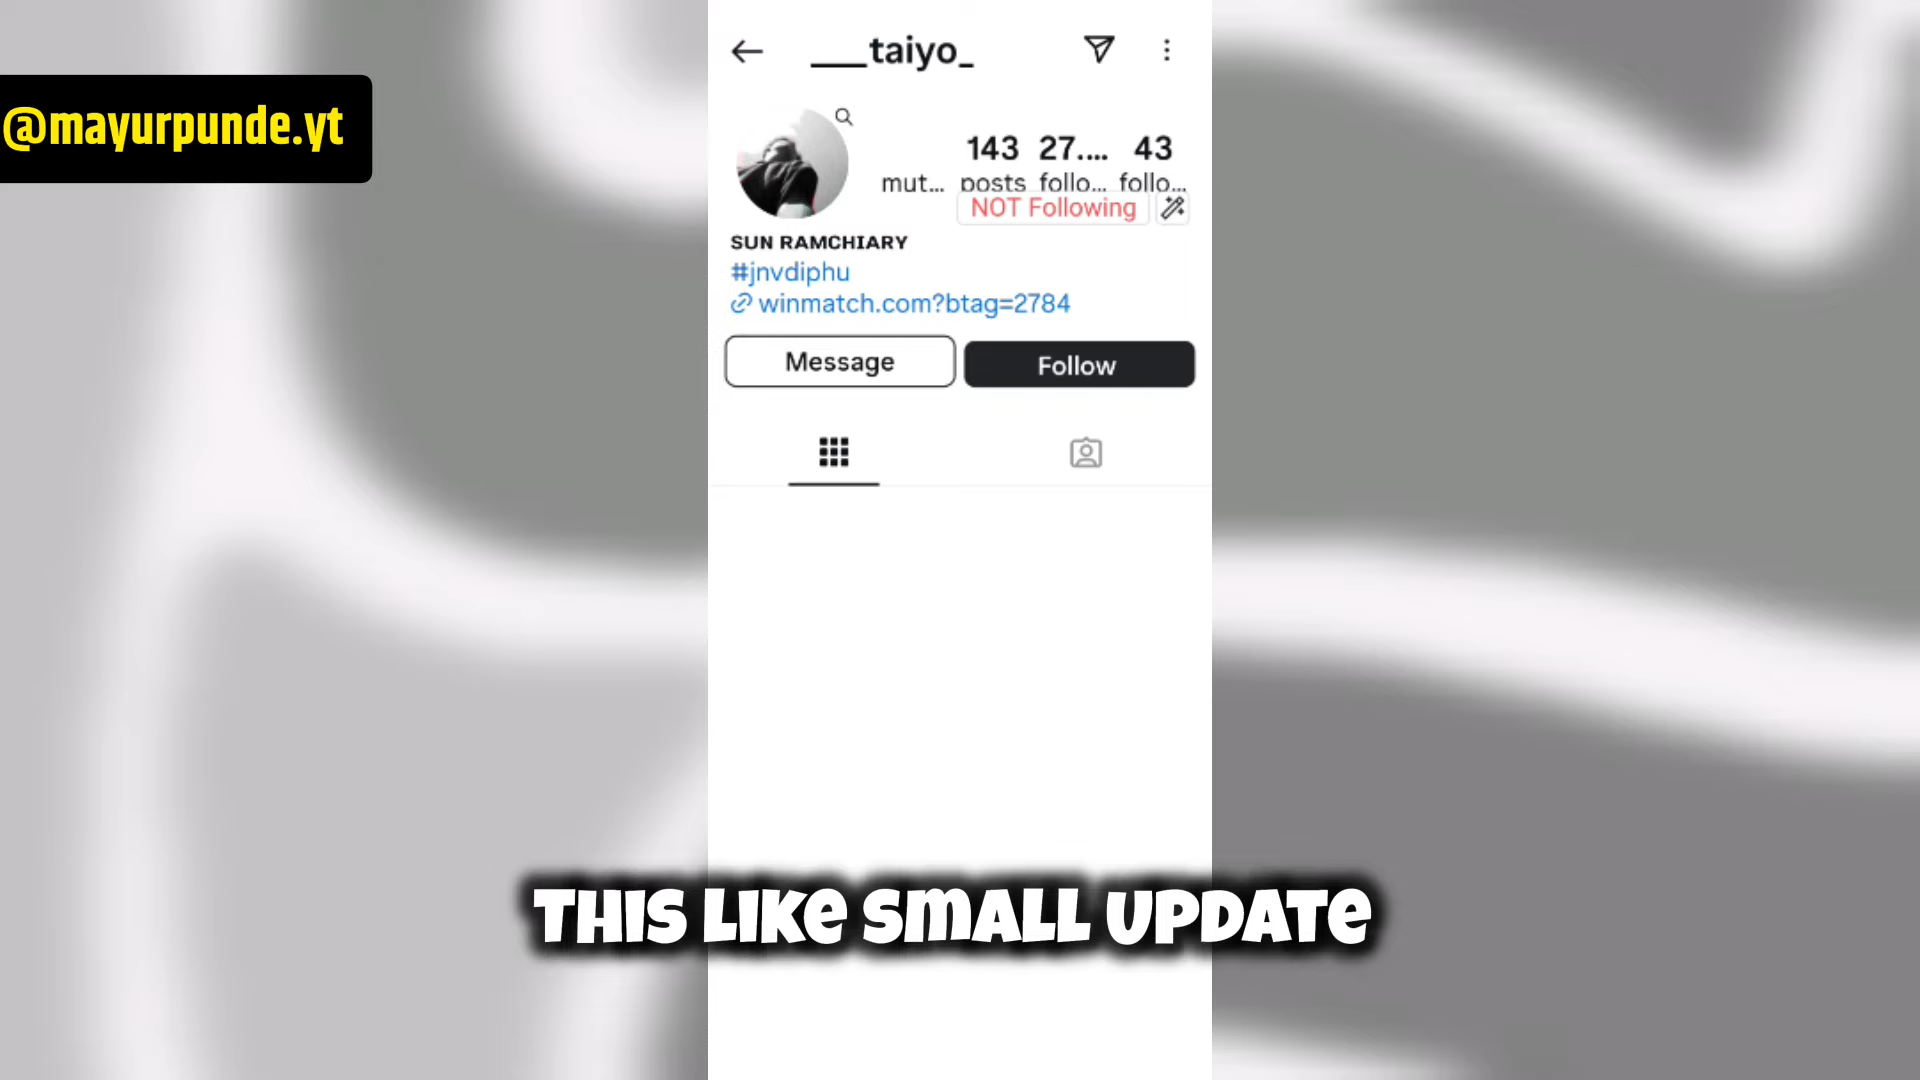 @mayurpunde.yt
___taiyo_
143 27.... 43
mut... posts follo... follo...
NOT Following
SUN RAMCHIARY
#jnvdiphu
winmatch.com?btag=2784
Message Follow
THIS LIKE SMALL UPDATE